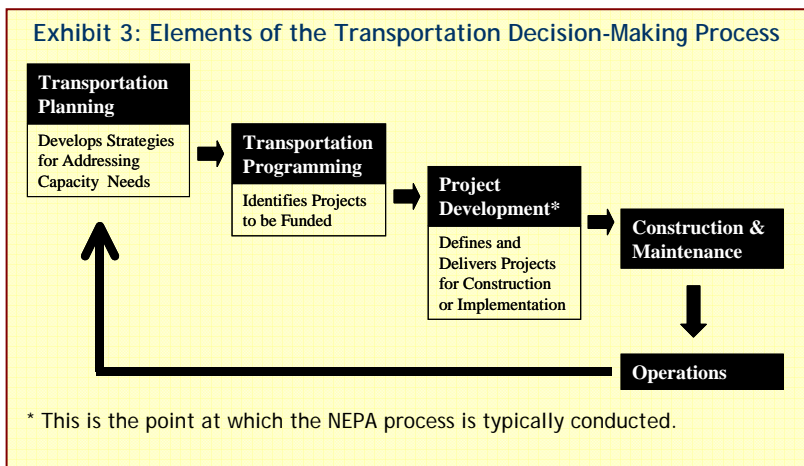 Exhibit 3: Elements of the Transportation Decision-Making Process
Transportation
Planning
Develops Strategies
for Addressing
Capacity Needs
Transportation
Programming
Identifies Projects
to be Funded
Project
Development*
Defines and
Delivers Projects
for Construction
or Implementation
Construction &
Maintenance
Operations
* This is the point at which the NEPA process is typically conducted.